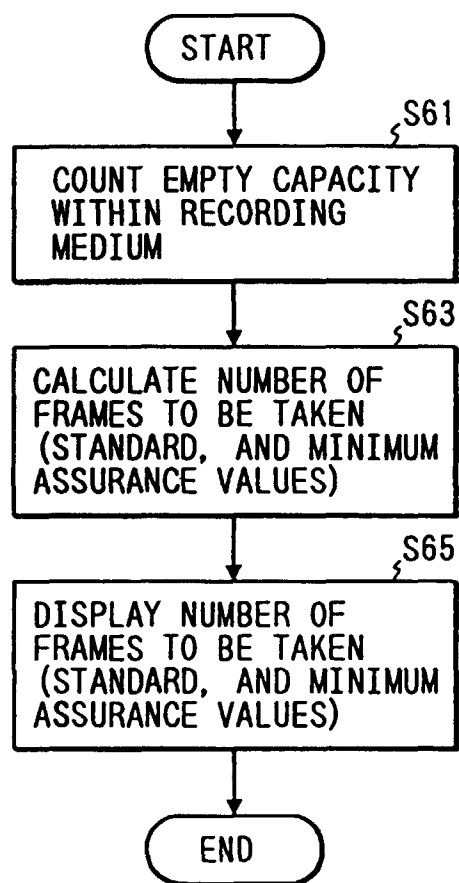 START
S61
COUNT EMPTY CAPACITY
WITHIN RECORDING
MEDIUM
S63
CALCULATE NUMBER OF
FRAMES TO BE TAKEN
(STANDARD, AND MINIMUM
ASSURANCE VALUES)
S65
DISPLAY NUMBER OF
FRAMES TO BE TAKEN
(STANDARD, AND MINIMUM
ASSURANCE VALUES)
END